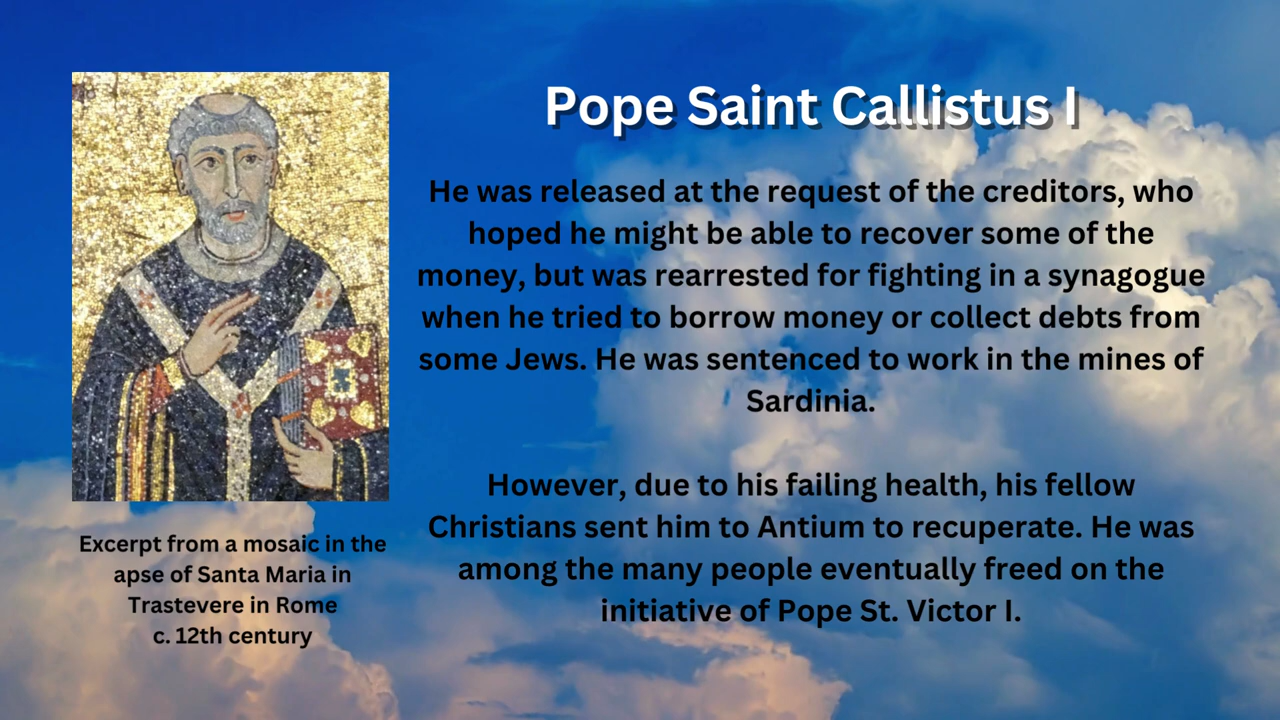 Pope Saint Callistus I
He was released at the request of the creditors, who
hoped he might be able to recover some of the
money, but was rearrested for fighting in a synagogue
when he tried to borrow money or collect debts from
some Jews. He was sentenced to work in the mines of
Sardinia.
However, due to his failing health, his fellow
Christians sent him to Antium to recuperate. He was
among the many people eventually freed on the
initiative of Pope St. Victor I.
Excerpt from a mosaic in the
apse of Santa Maria in
Trastevere in Rome
c. 12th century